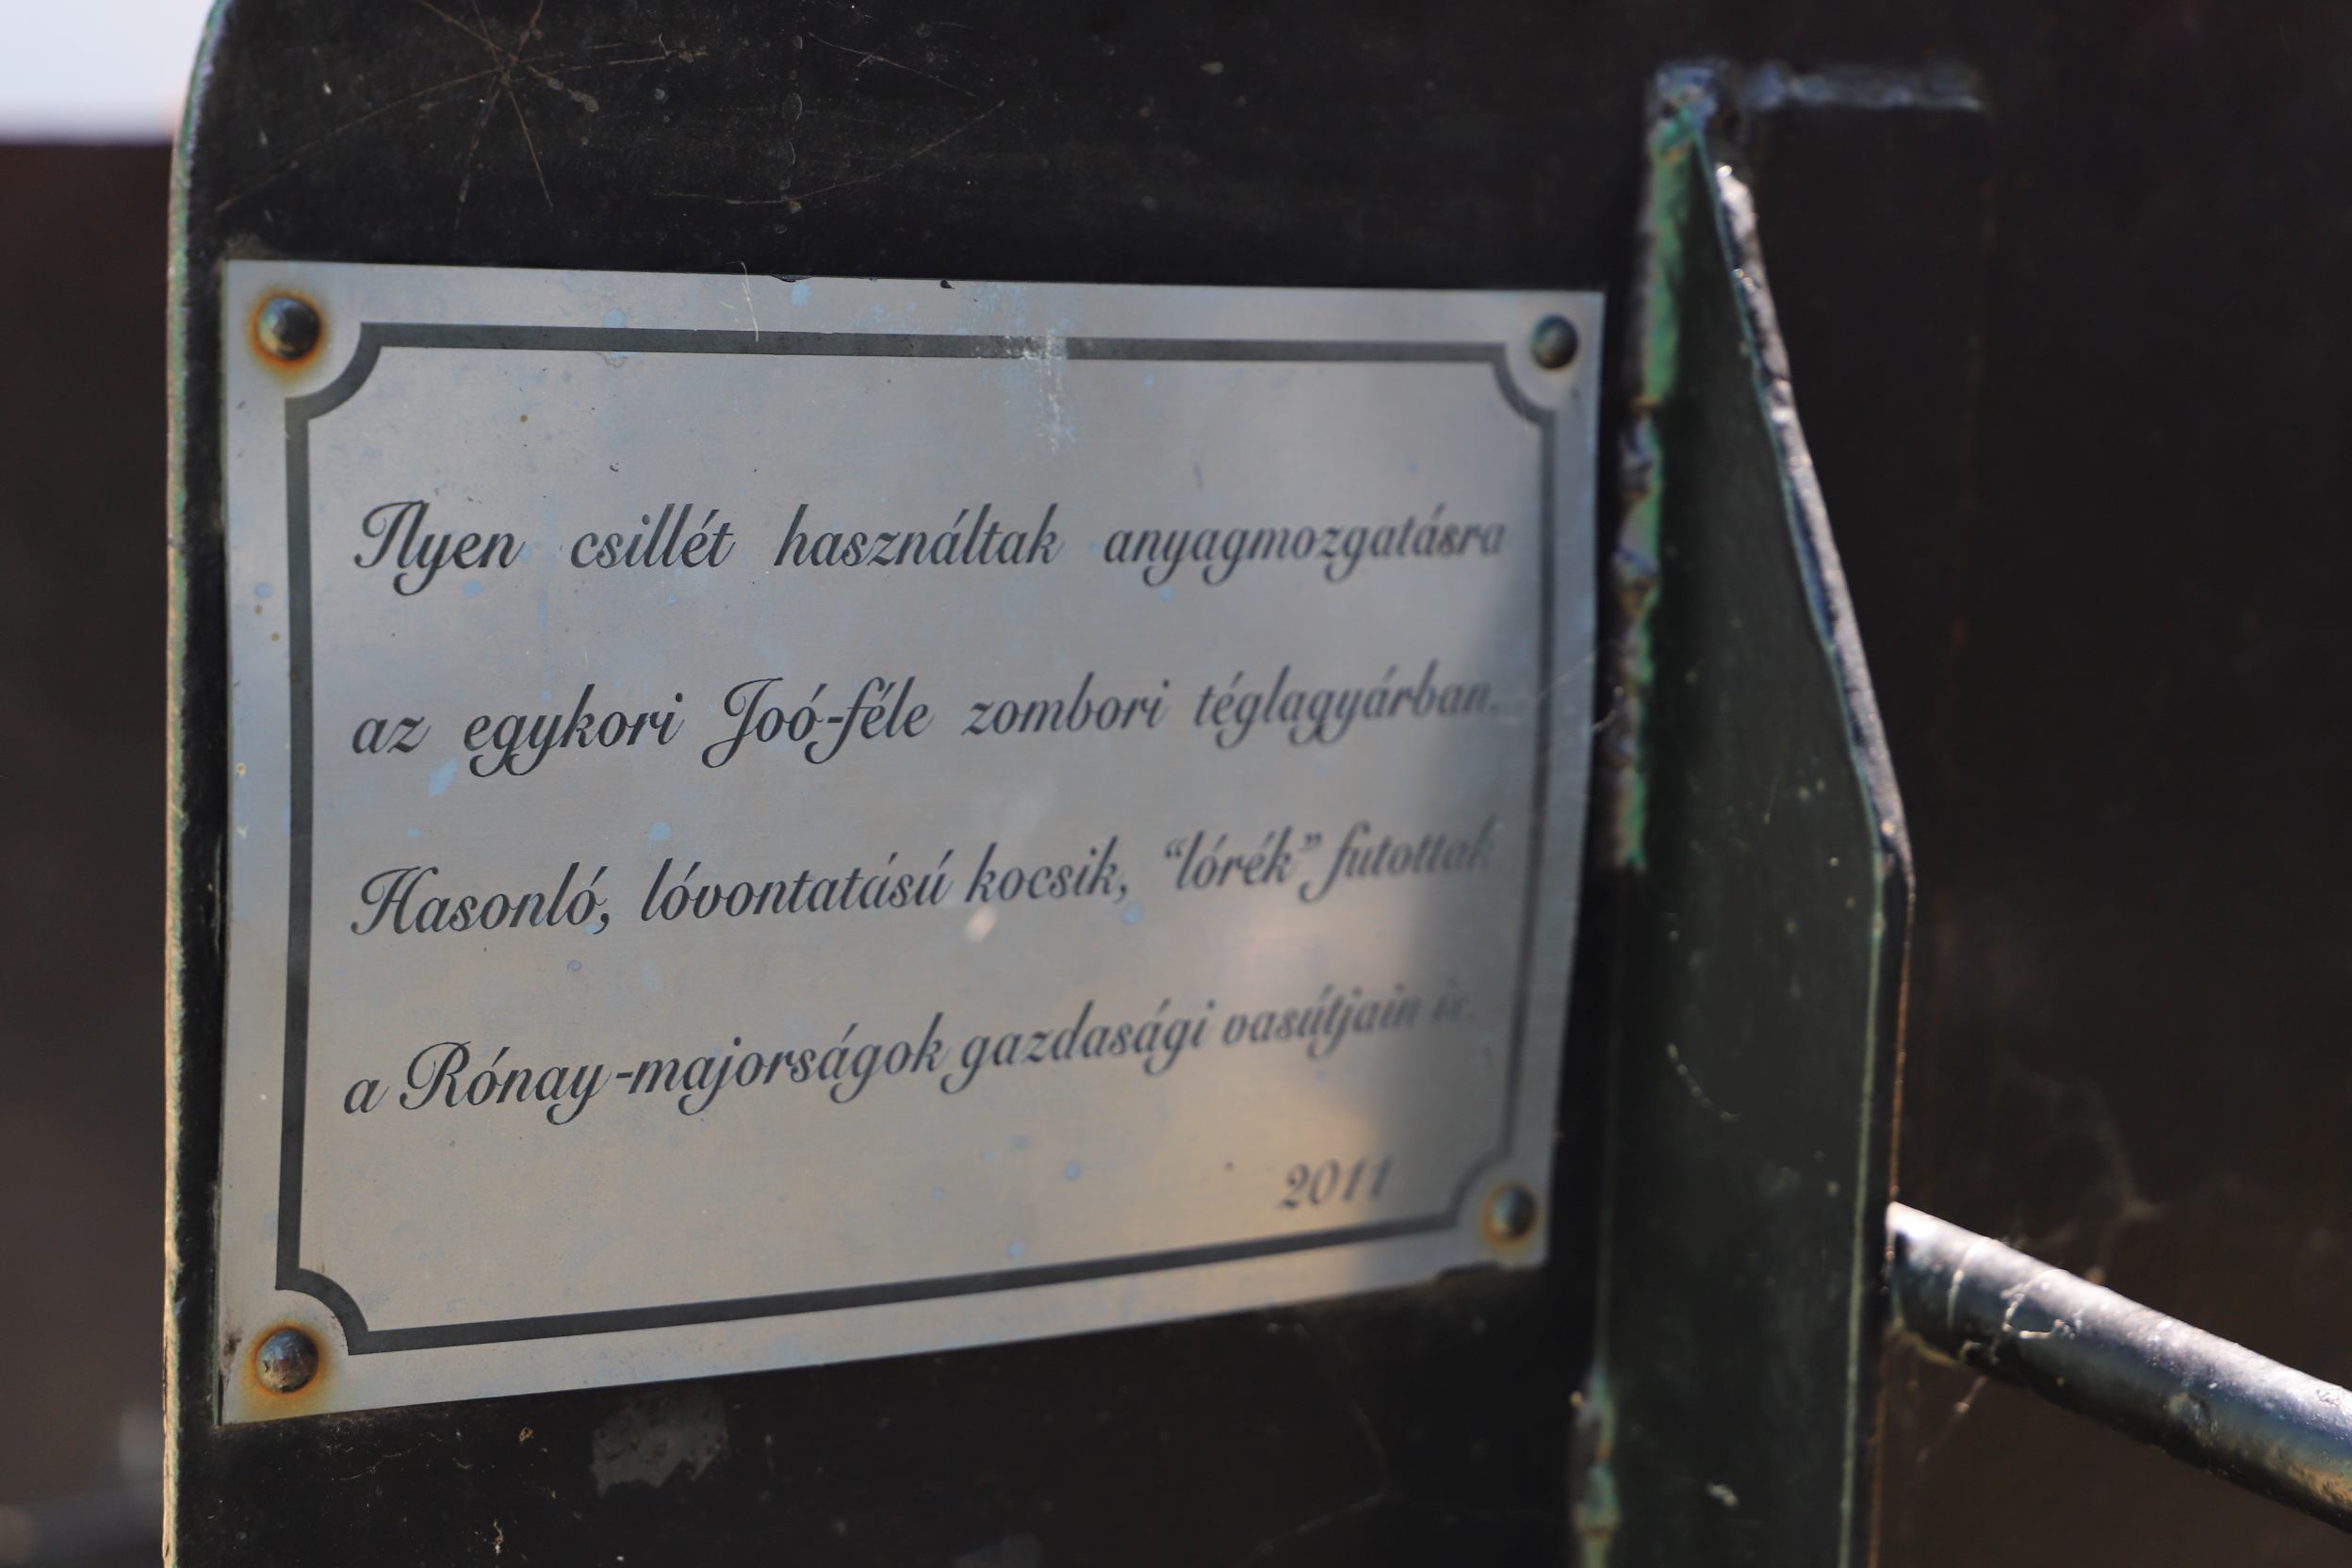 Ilyen csillét használtak anyagmozgatásra
az egykori Joó-féle zombori téglagyárban.
Hasonló, lóvontatású kocsik, “lórék” futottak
a Rónay-majorságok gazdasági vasútjain is.
2011